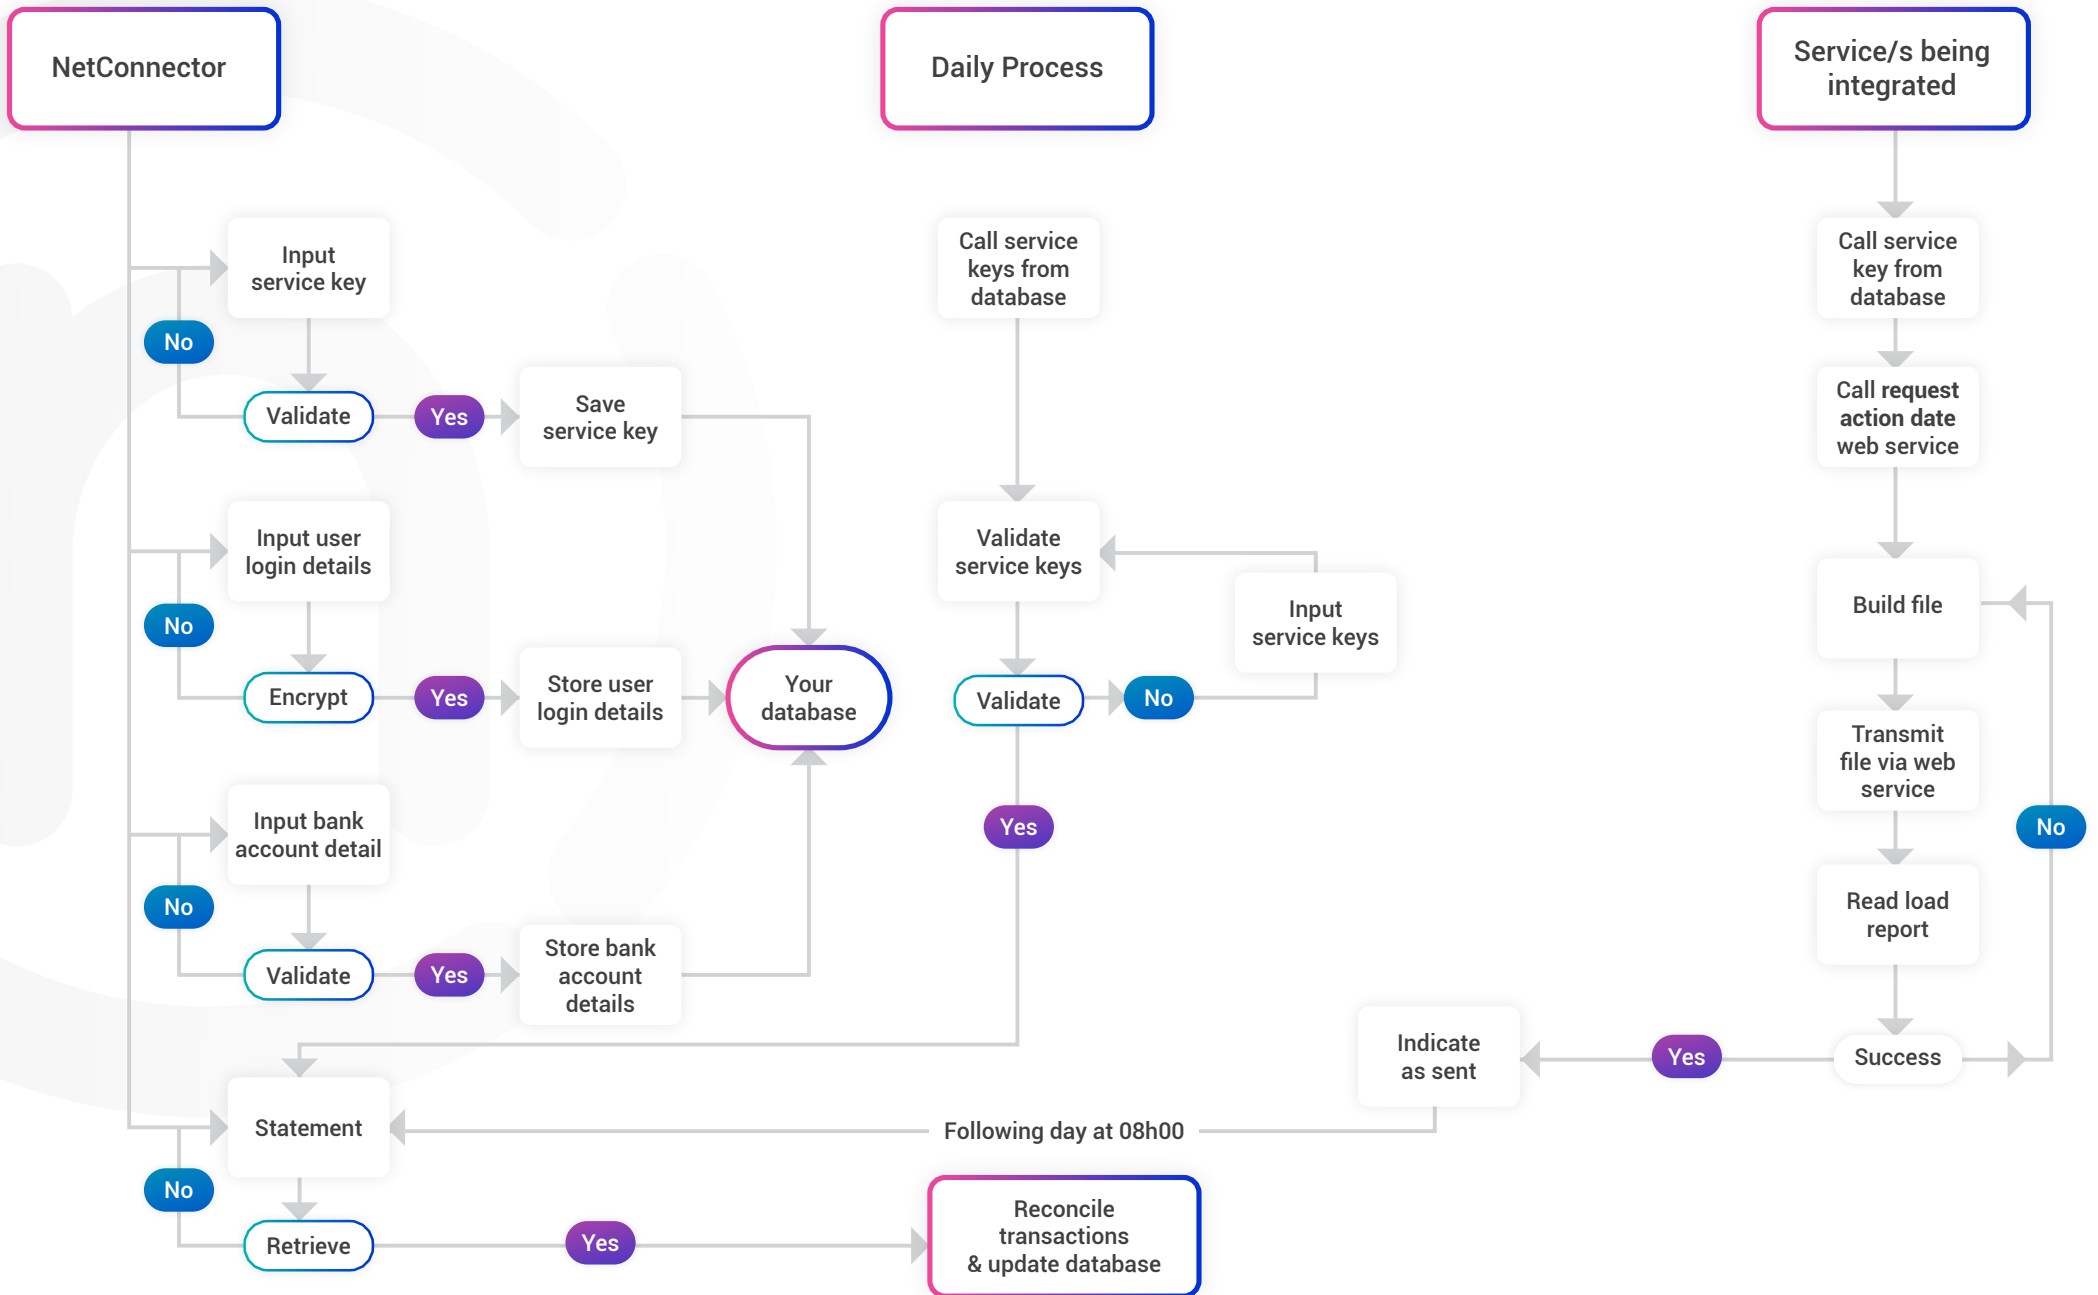 NetConnector
Daily Process
Service/s being
integrated
Input
service key
No
Validate
Yes
Save
service key
Input user
login details
No
Encrypt
Yes
Store user
login details
Your
database
Input bank
account detail
No
Validate
Yes
Store bank
account
details
Statement
No
Retrieve
Yes
Reconcile
transactions
& update database
Call service
keys from
database
Validate
service keys
Input
service keys
Validate
No
Yes
Call service
key from
database
Call request
action date
web service
Build file
Transmit
file via web
service
No
Read load
report
Success
Yes
Indicate
as sent
Following day at 08h00